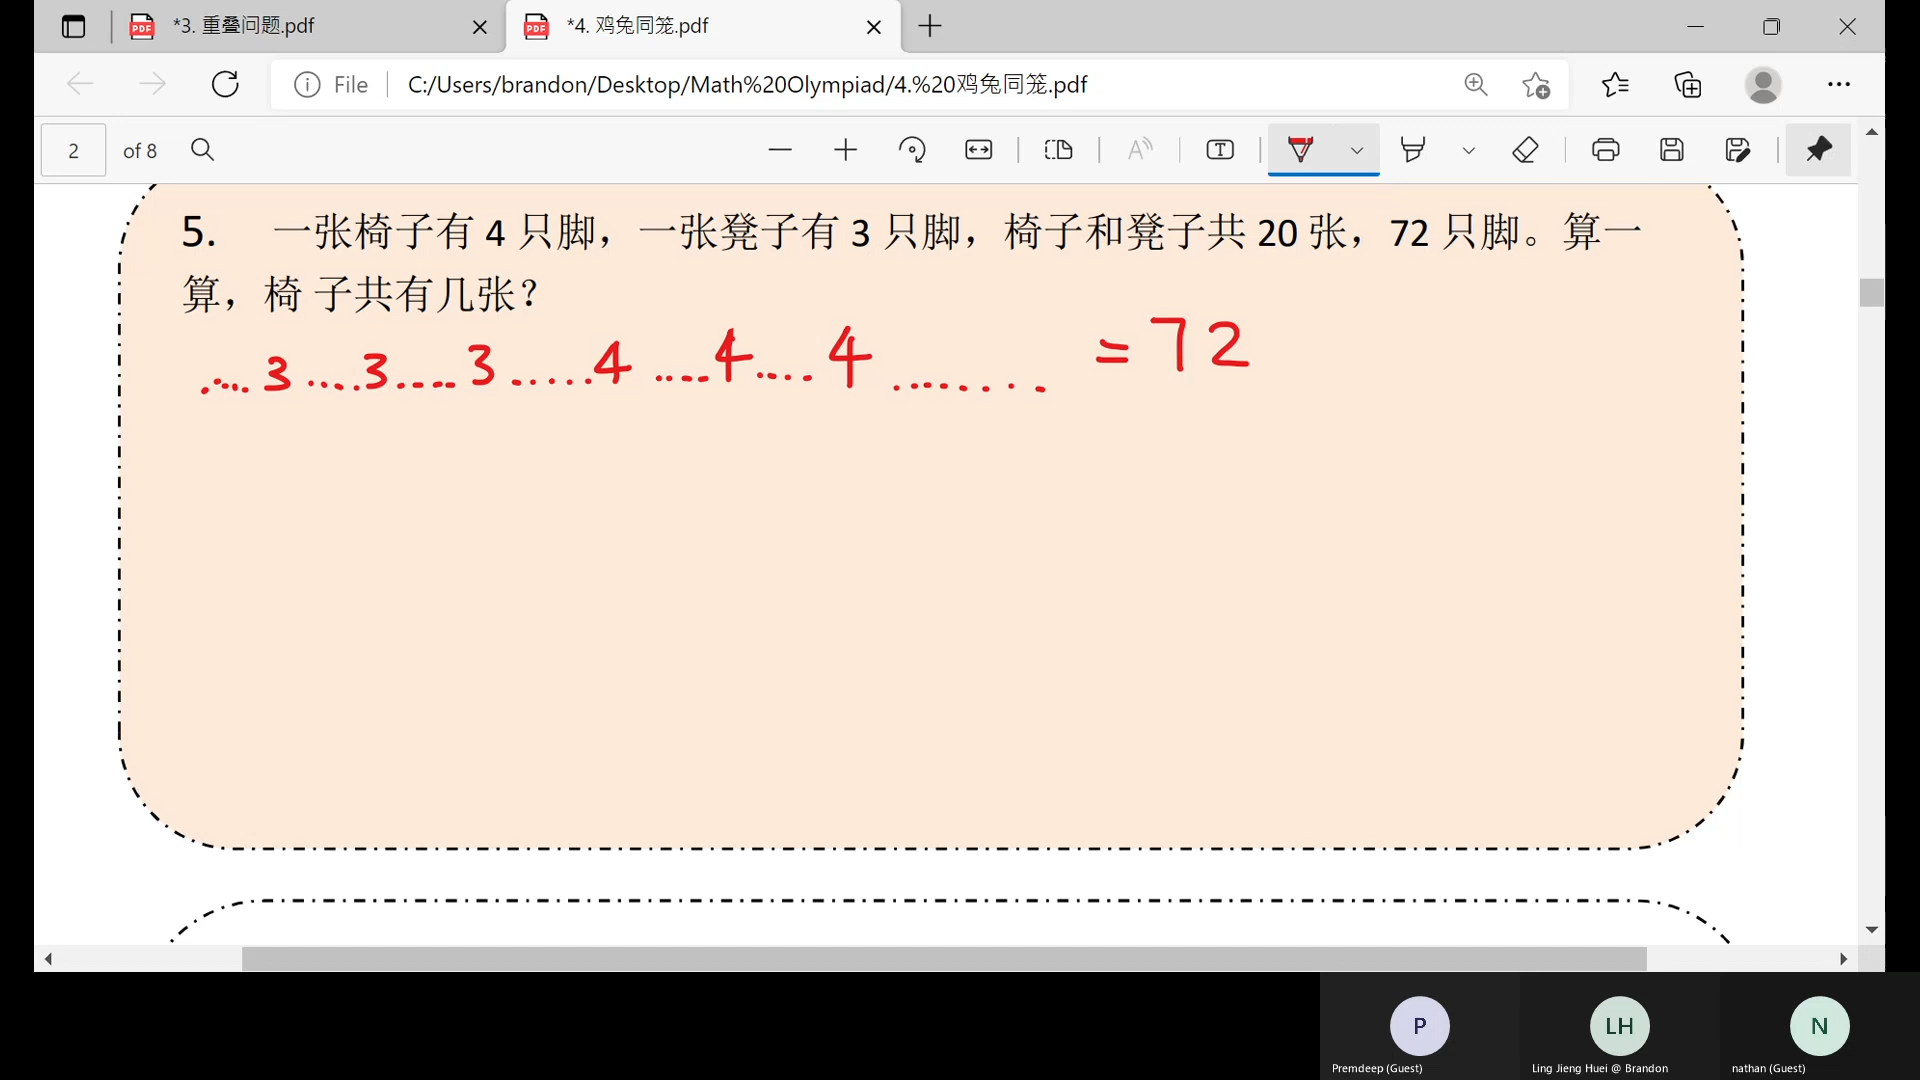 *3. 重叠问题.pdf
*4. 鸡兔同笼.pdf
File
C:/Users/brandon/Desktop/Math%20Olympiad/4.%20鸡兔同笼.pdf
2 of 8
5. 一张椅子有 4 只脚，一张凳子有 3 只脚，椅子和凳子共 20 张，72 只脚。算一
算，椅 子共有几张？
..... 3 ..... 3 ..... 3 ..... 4 ..... 4 ..... 4 ........ = 72
P
LH
N
Premdeep (Guest)
Ling Jieng Huei @ Brandon
nathan (Guest)